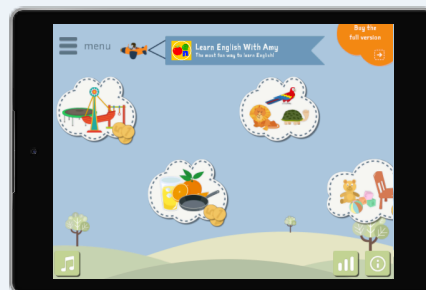 Buy the
full version
menu
Learn English With Amy
The most fun way to learn English!